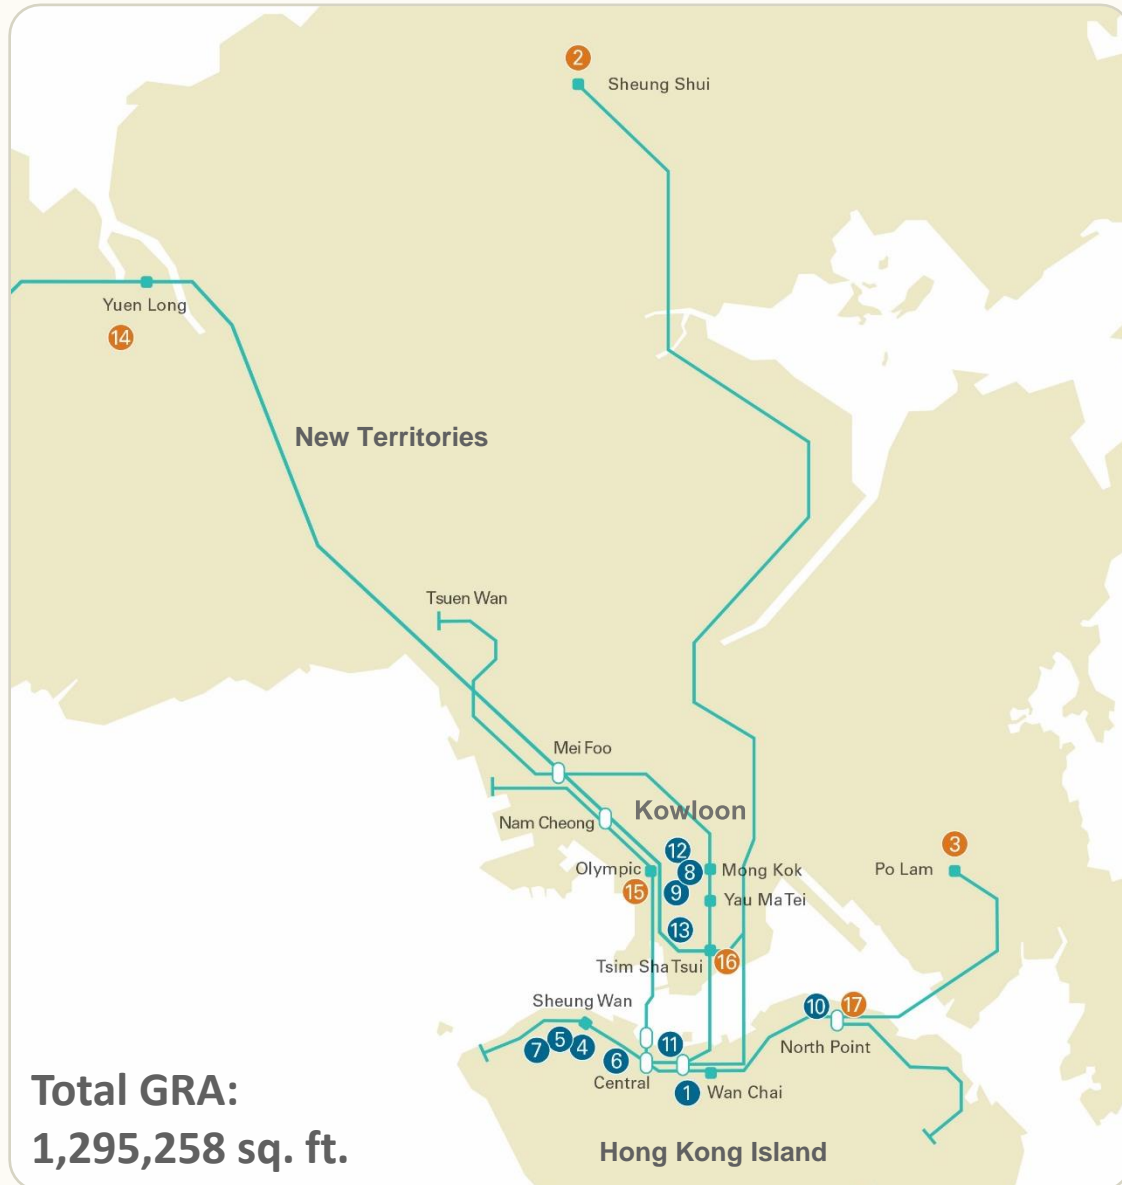 2
Sheung Shui
Yuen Long
14
New Territories
Tsuen Wan
Mei Foo
Kowloon
Nam Cheong
12
3
Olympic
8
Mong Kok
Po Lam
15
9
Yau Ma Tei
13
Tsim Sha Tsui
16
Sheung Wan
10
17
7
5
4
6
11
North Point
Central
1
Wan Chai
Total GRA:
1,295,258 sq. ft.
Hong Kong Island